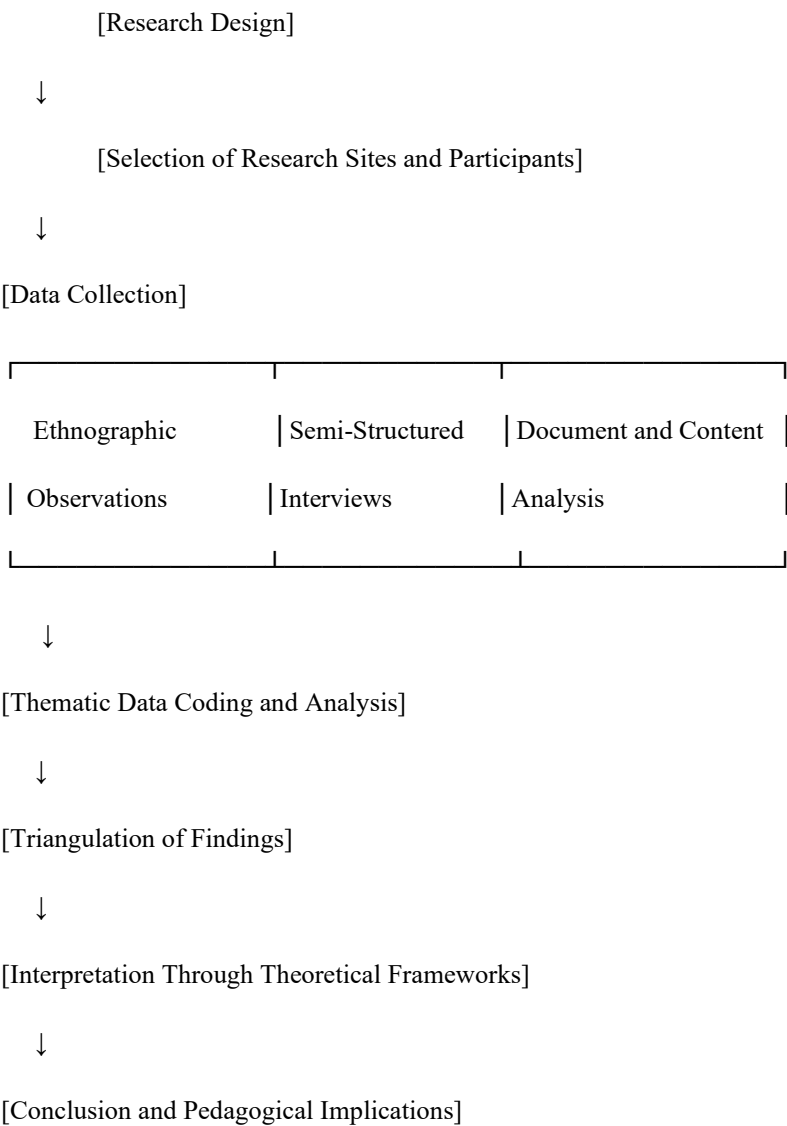 [Research Design]
↓
[Selection of Research Sites and Participants]
↓
[Data Collection]
┌────────────────┬──────────────┬─────────────────┐
Ethnographic │Semi-Structured │Document and Content │
│ Observations │Interviews │Analysis │
└────────────────┴───────────────┴────────────────┘
↓
[Thematic Data Coding and Analysis]
↓
[Triangulation of Findings]
↓
[Interpretation Through Theoretical Frameworks]
↓
[Conclusion and Pedagogical Implications]